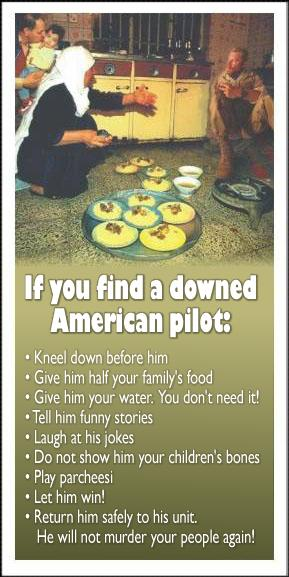 If you find a downed
American pilot:
• Kneel down before him
• Give him half your family's food
• Give him your water. You don't need it!
• Tell him funny stories
• Laugh at his jokes
• Do not show him your children's bones
• Play parcheesi
• Let him win!
• Return him safely to his unit.
He will not murder your people again!